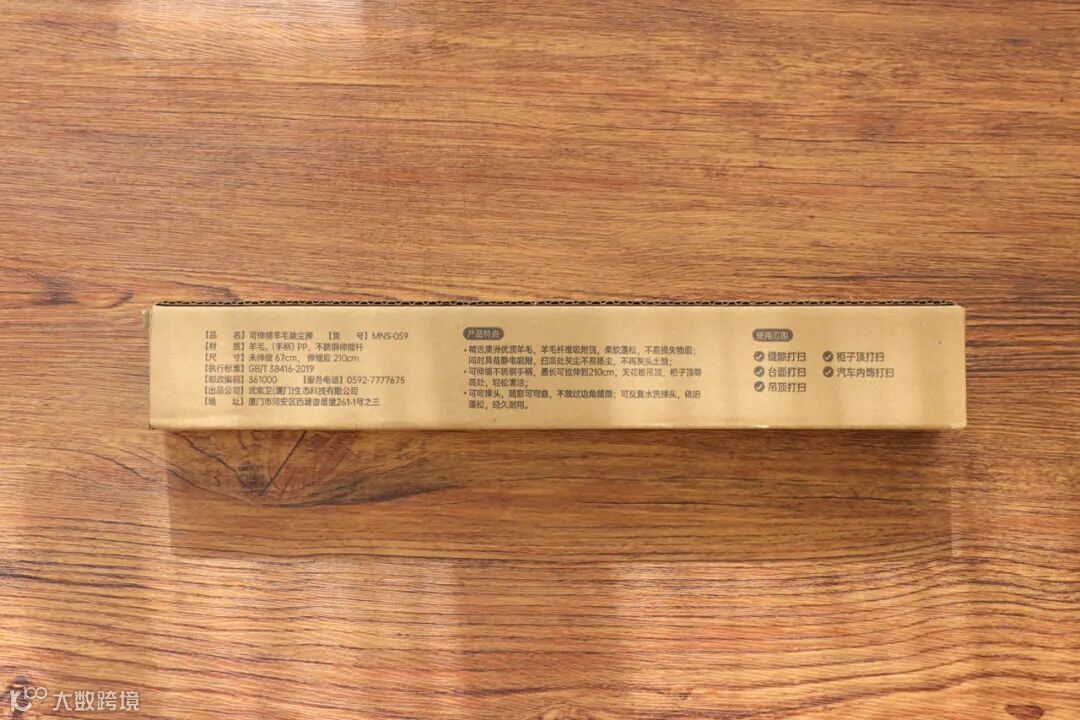 【品 名】可伸缩羊毛除尘掸 【货 号】MNS-059
【材 质】羊毛、(手柄) PP、不锈钢伸缩杆
【尺 寸】未伸缩 67cm, 伸缩后 210cm
【执行标准】GB/T 38416-2019
【邮政编码】361000 【服务电话】0592-7777675
【出品公司】 (厦门)生态科技有限公司
【地 址】厦门市同安区西 里261-1号之三
产品特点
• 精选澳洲优质羊毛, 羊毛纤维吸附强, 柔软蓬松, 不易损失物面;
同时具备静电吸附, 扫高处灰尘不易落尘, 不再灰头土脸;
• 可伸缩不锈钢手柄, 最长可拉伸到210cm, 天花板吊顶, 柜子顶等
高处, 轻松清洁;
• 可弯掸头, 随意可弯曲, 不放过边角缝隙; 可反复水洗掸头, 依旧
蓬松, 经久耐用。
使用范围
缝隙打扫 柜子顶打扫
台面打扫 汽车内饰打扫
吊顶打扫
大数跨境